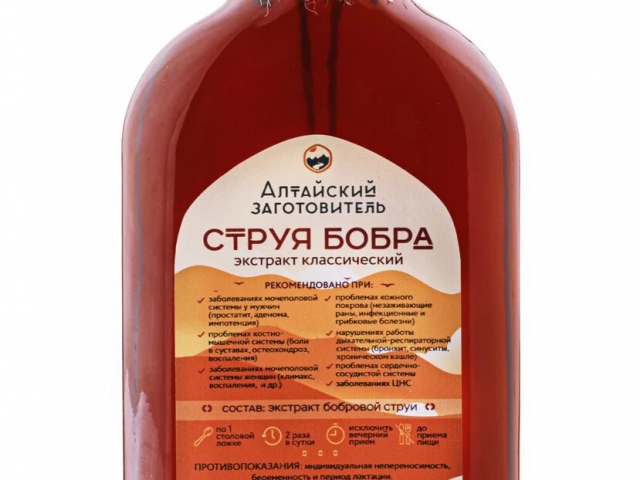 Алтайский
заготовитель
СТРУЯ БОБРА
экстракт классический
РЕКОМЕНДОВАНО ПРИ:
заболеваниях мочеполовой
системы у мужчин
(простатит, аденома,
импотенция)
проблемах костно-
мышечной системы (боли
в суставах, остеохондроз,
воспаления)
заболеваниях мочеполовой
системы женщин (климакс,
воспаления, и др.)
проблемах кожного
покрова (незаживающие
раны, инфекционные и
грибковые болезни)
нарушениях работы
дыхательной-респираторной
системы (бронхит, синуситы,
хроническом кашле)
проблемах сердечно-
сосудистой системы
заболеваниях ЦНС
СОСТАВ: экстракт бобровой струи
по 1
столовой
ложке
2 раза
в сутки
исключить
вечерний
прием
до
приема
пищи
ПРОТИВОПОКАЗАНИЯ: индивидуальная непереносимость,
беременность и период лактации.